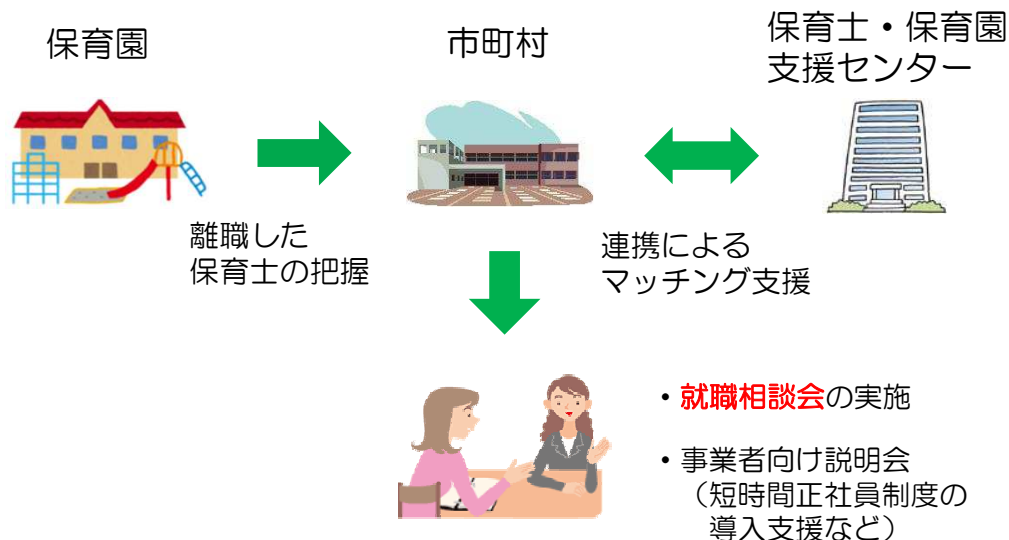 保育園
市町村
保育士・保育園
支援センター
離職した
保育士の把握
連携による
マッチング支援
・就職相談会の実施
・事業者向け説明会
（短時間正社員制度の
導入支援など）